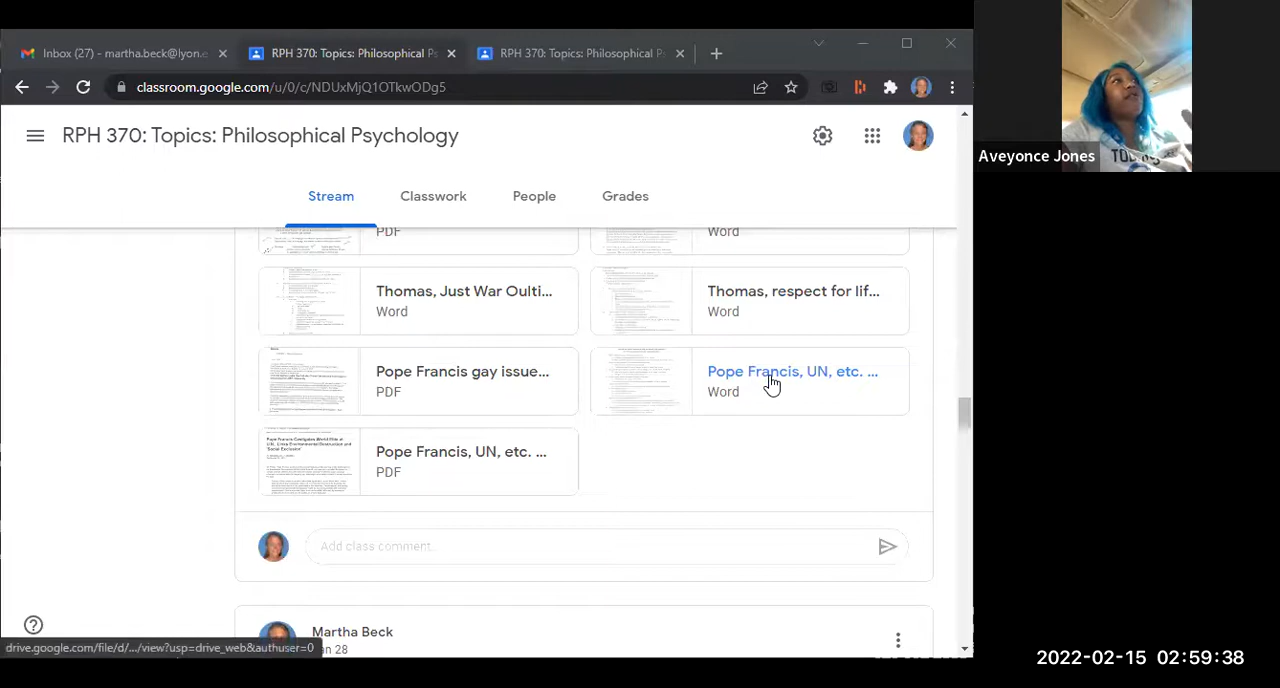 Inbox (27) - martha.beck@lyon.e
RPH 370: Topics: Philosophical Ps
RPH 370: Topics: Philosophical P
classroom.google.com/u/0/c/NDUxMjQ1OTkwODg5
RPH 370: Topics: Philosophical Psychology
Stream Classwork People Grades
PDF
Word
Thomas, Just War Oulti...
Word
Thomas, respect for lif...
Word
Pope Francis gay issue...
PDF
Pope Francis, UN, etc. ...
Word
Pope Francis, UN, etc. ...
PDF
Add class comment...
Martha Beck
an 28
drive.google.com/file/d/.../view?usp=drive_web&authuser=0
Aveyonce Jones
2022-02-15 02:59:38